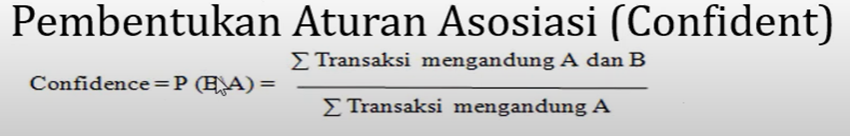 Pembentukan Aturan Asosiasi (Confident)
∑ Transaksi mengandung A dan B
Confidence = P (B\A) =
∑ Transaksi mengandung A